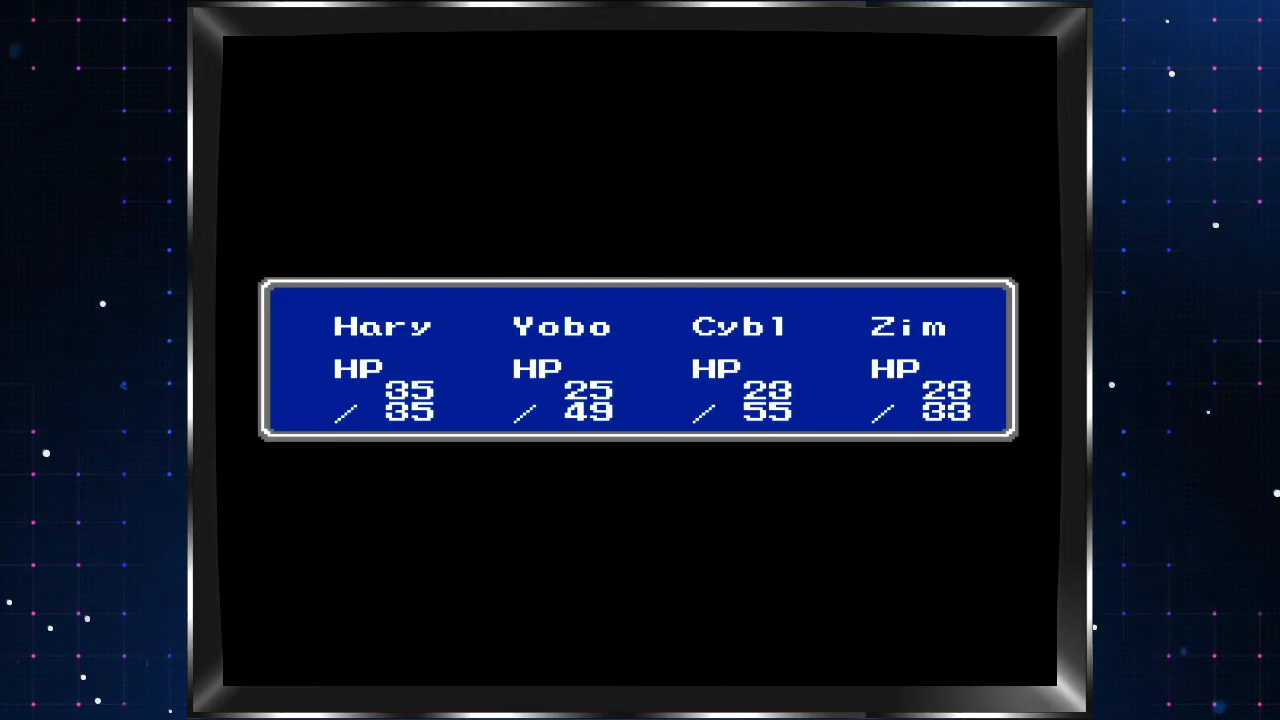 Hary Yobo Cybl Zim
HP HP HP HP
35 25 23 23
/ 35 / 49 / 55 / 33